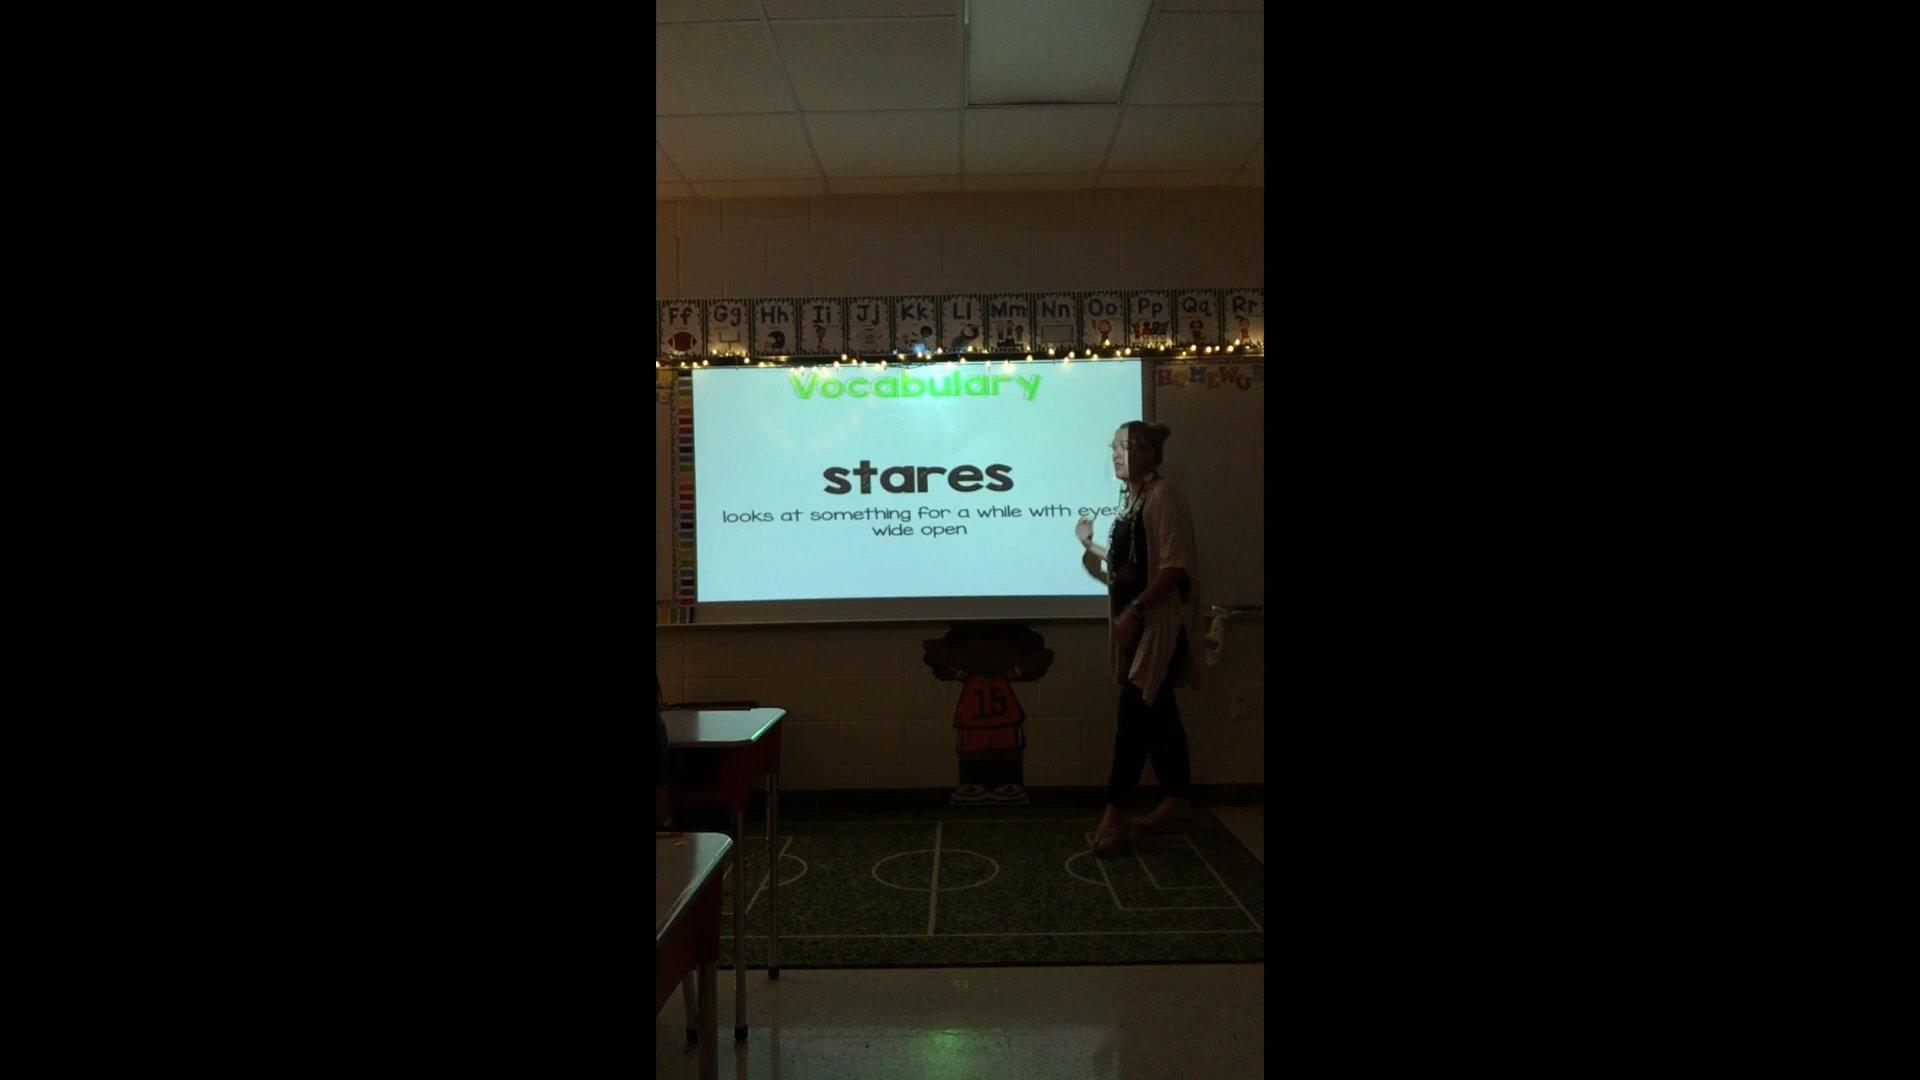 Ff Gg Hh Ii Jj Kk Ll Mm Nn Oo Pp Qq Rr
HOMEWOR
Vocabulary
stares
looks at something for a while with eyes
wide open
15